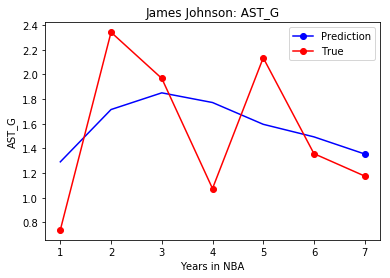 James Johnson: AST_G
Prediction
True
AST_G
2.4
2.2
2.0
1.8
1.6
1.4
1.2
1.0
0.8
1 2 3 4 5 6 7
Years in NBA